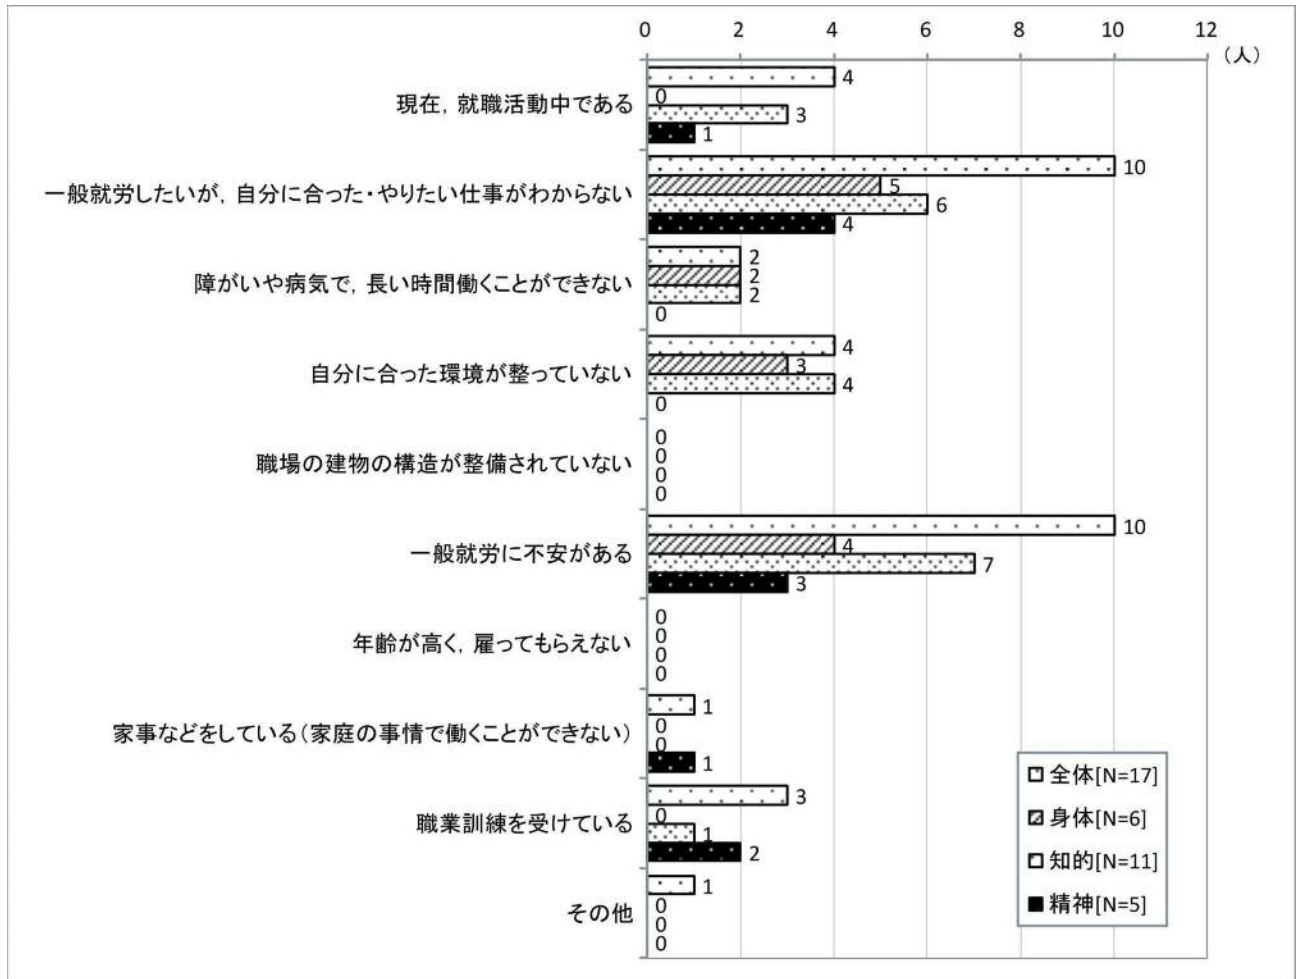 0 2 4 6 8 10 12
(人)
現在，就職活動中である
4
0
3
1
一般就労したいが，自分に合った・やりたい仕事がわからない
10
5
6
4
障がいや病気で，長い時間働くことができない
2
2
2
0
自分に合った環境が整っていない
4
3
4
0
職場の建物の構造が整備されていない
0
0
0
0
一般就労に不安がある
10
4
7
3
年齢が高く，雇ってもらえない
0
0
0
0
家事などをしている（家庭の事情で働くことができない）
1
0
0
1
職業訓練を受けている
3
0
1
2
その他
1
0
0
0
全体[N=17]
身体[N=6]
知的[N=11]
精神[N=5]